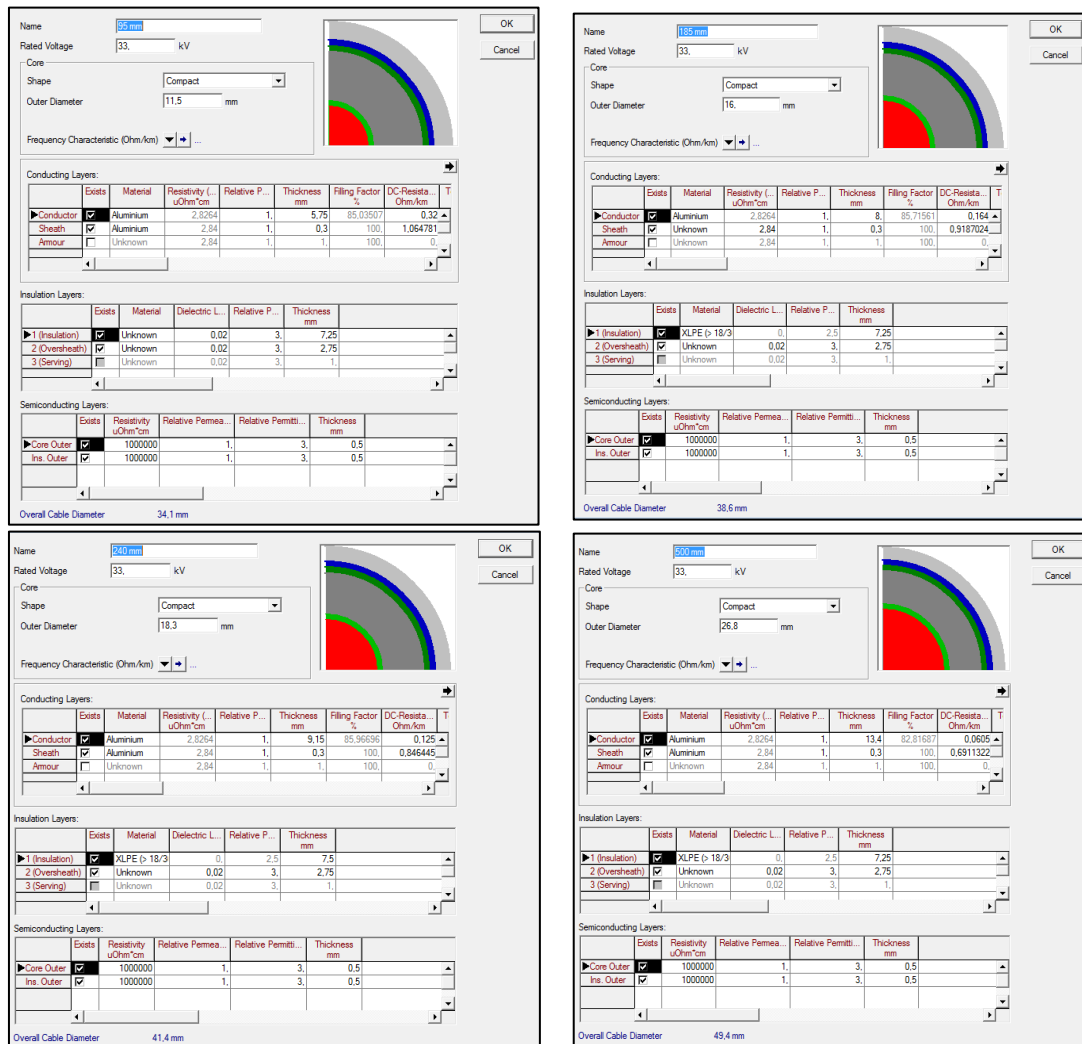 Name 95 mm OK
Rated Voltage 33, kV Cancel
Core
Shape Compact
Outer Diameter 11,5 mm
Frequency Characteristic (Ohm/km) ...
Conducting Layers:
Exists Material Resistivity (... Relative P... Thickness Filling Factor DC-Resista... T
uOhm*cm mm % Ohm/km
Conductor Aluminium 2,8264 1, 5,75 85,03507 0,32
Sheath Aluminium 2,84 1, 0,3 100, 1,064781
Amour Unknown 2,84 1, 1, 100, 0,
Insulation Layers:
Exists Material Dielectric L... Relative P... Thickness
mm
1 (Insulation) Unknown 0,02 3, 7,25
2 (Oversheath) Unknown 0,02 3, 2,75
3 (Serving) Unknown 0,02 3, 1,
Semiconducting Layers:
Exists Resistivity Relative Permea... Relative Permitti... Thickness
uOhm*cm mm
Core Outer 1000000 1, 3, 0,5
Ins. Outer 1000000 1, 3, 0,5
Overall Cable Diameter 34,1 mm
Name 185 mm OK
Rated Voltage 33, kV Cancel
Core
Shape Compact
Outer Diameter 16, mm
Frequency Characteristic (Ohm/km) ...
Conducting Layers:
Exists Material Resistivity (... Relative P... Thickness Filling Factor DC-Resista... T
uOhm*cm mm % Ohm/km
Conductor Aluminium 2,8264 1, 8, 85,71561 0,164
Sheath Unknown 2,84 1, 0,3 100, 0,9187024
Amour Unknown 2,84 1, 1, 100, 0,
Insulation Layers:
Exists Material Dielectric L... Relative P... Thickness
mm
1 (Insulation) XLPE (> 18/3 0, 2,5 7,25
2 (Oversheath) Unknown 0,02 3, 2,75
3 (Serving) Unknown 0,02 3, 1,
Semiconducting Layers:
Exists Resistivity Relative Permea... Relative Permitti... Thickness
uOhm*cm mm
Core Outer 1000000 1, 3, 0,5
Ins. Outer 1000000 1, 3, 0,5
Overall Cable Diameter 38,6 mm
Name 240 mm OK
Rated Voltage 33, kV Cancel
Core
Shape Compact
Outer Diameter 18,3 mm
Frequency Characteristic (Ohm/km) ...
Conducting Layers:
Exists Material Resistivity (... Relative P... Thickness Filling Factor DC-Resista... T
uOhm*cm mm % Ohm/km
Conductor Aluminium 2,8264 1, 9,15 85,96696 0,125
Sheath Aluminium 2,84 1, 0,3 100, 0,846445
Amour Unknown 2,84 1, 1, 100, 0,
Insulation Layers:
Exists Material Dielectric L... Relative P... Thickness
mm
1 (Insulation) XLPE (> 18/3 0, 2,5 7,5
2 (Oversheath) Unknown 0,02 3, 2,75
3 (Serving) Unknown 0,02 3, 1,
Semiconducting Layers:
Exists Resistivity Relative Permea... Relative Permitti... Thickness
uOhm*cm mm
Core Outer 1000000 1, 3, 0,5
Ins. Outer 1000000 1, 3, 0,5
Overall Cable Diameter 41,4 mm
Name 500 mm OK
Rated Voltage 33, kV Cancel
Core
Shape Compact
Outer Diameter 26,8 mm
Frequency Characteristic (Ohm/km) ...
Conducting Layers:
Exists Material Resistivity (... Relative P... Thickness Filling Factor DC-Resista... T
uOhm*cm mm % Ohm/km
Conductor Aluminium 2,8264 1, 13,4 82,81687 0,0605
Sheath Aluminium 2,84 1, 0,3 100, 0,6911322
Amour Unknown 2,84 1, 1, 100, 0,
Insulation Layers:
Exists Material Dielectric L... Relative P... Thickness
mm
1 (Insulation) XLPE (> 18/3 0, 2,5 7,25
2 (Oversheath) Unknown 0,02 3, 2,75
3 (Serving) Unknown 0,02 3, 1,
Semiconducting Layers:
Exists Resistivity Relative Permea... Relative Permitti... Thickness
uOhm*cm mm
Core Outer 1000000 1, 3, 0,5
Ins. Outer 1000000 1, 3, 0,5
Overall Cable Diameter 49,4 mm